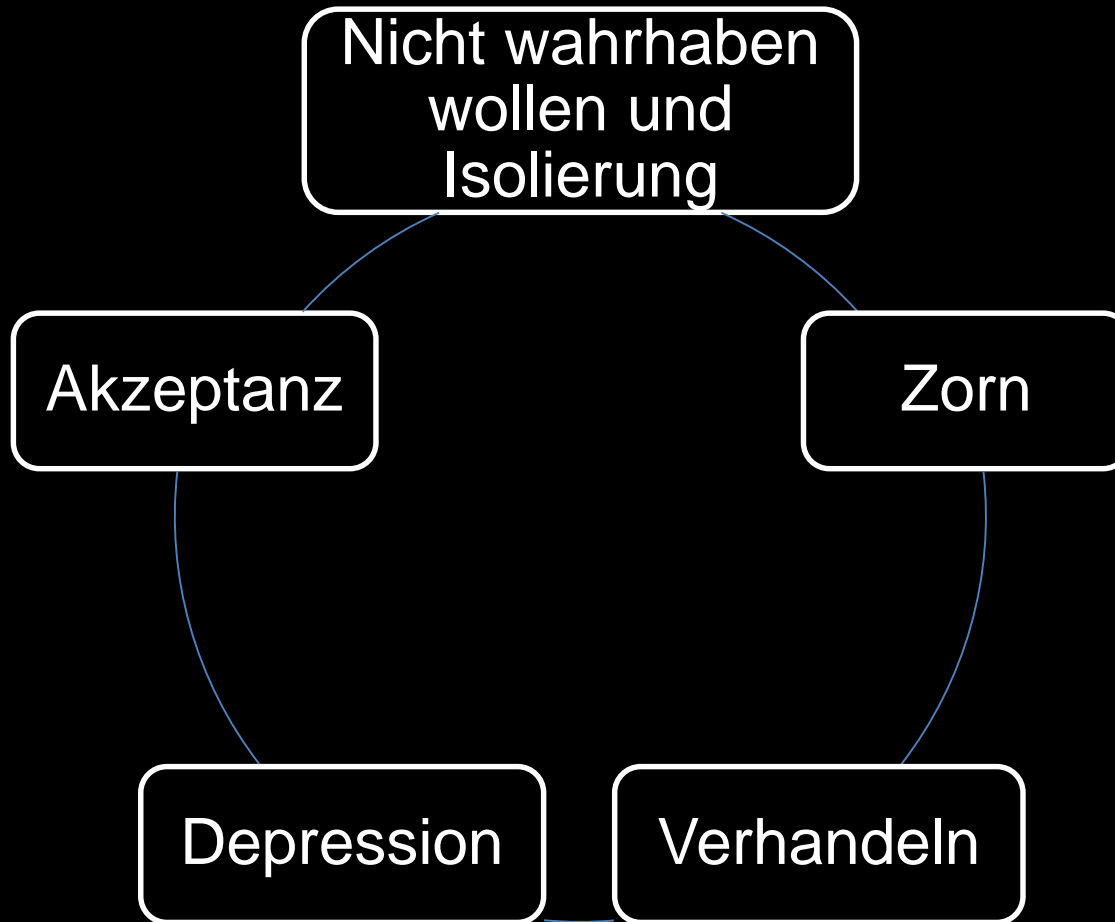 Nicht wahrhaben
wollen und
Isolierung
Akzeptanz
Zorn
Depression
Verhandeln